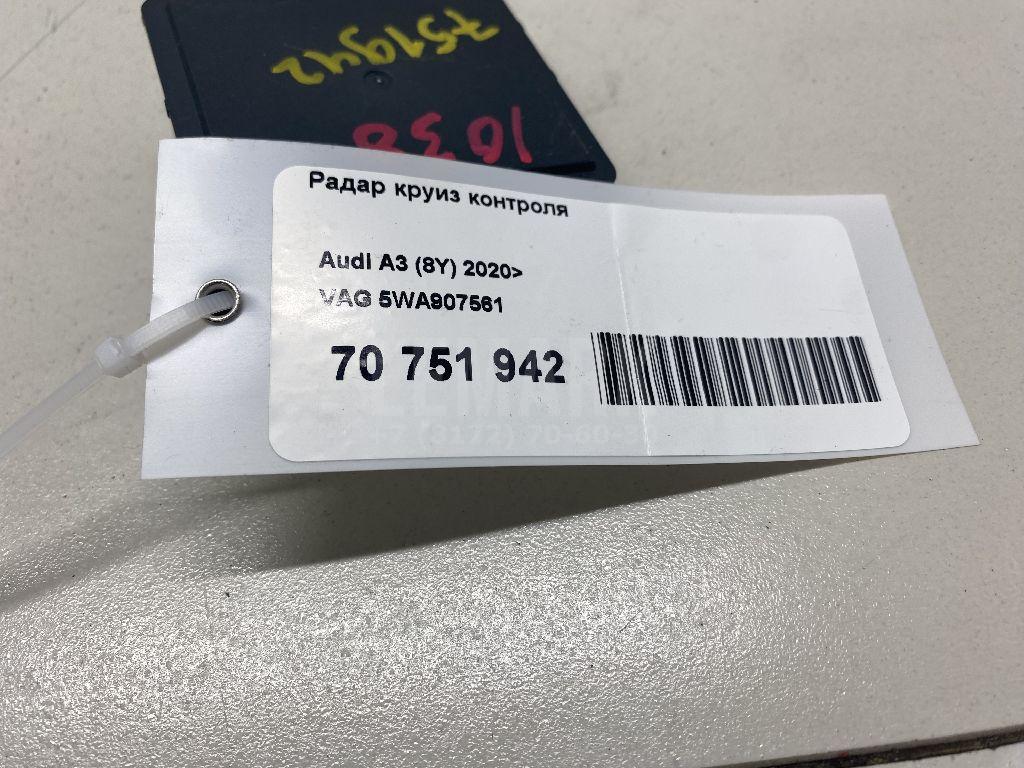 751942
1038
Радар круиз контроля
Audi A3 (8Y) 2020>
VAG 5WA907561
70 751 942